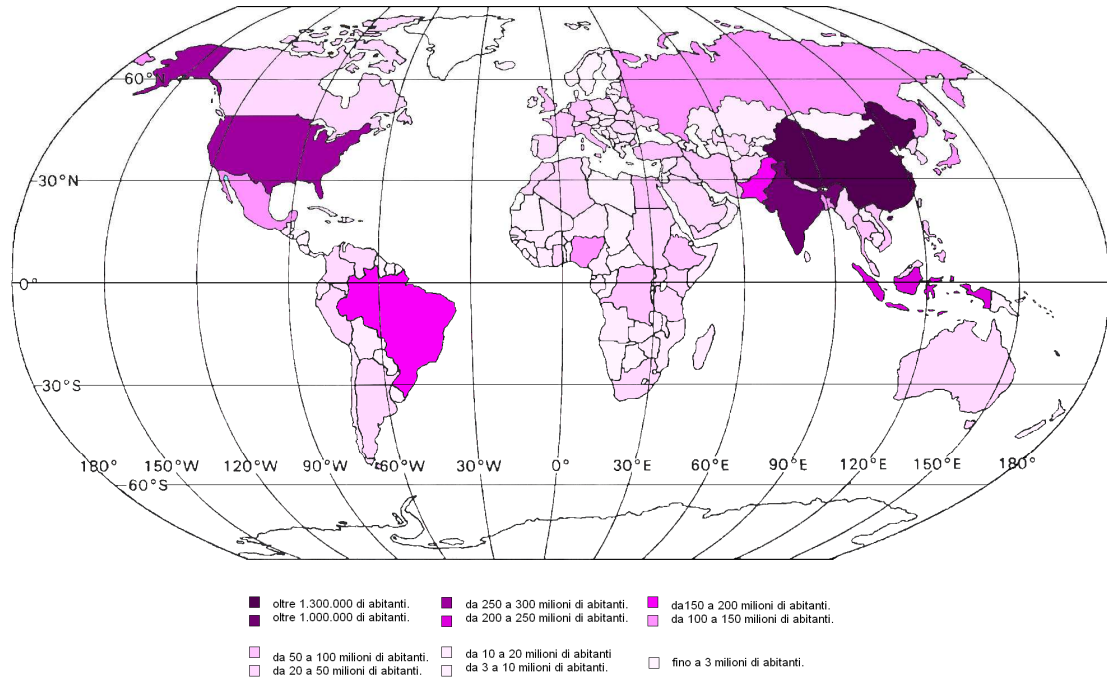 60°N
30°N
0°
30°S
180° 150°W 120°W 90°W 60°W 30°W 0° 30°E 60°E 90°E 120°E 150°E 180°
60°S
oltre 1.300.000 di abitanti.
oltre 1.000.000 di abitanti.
da 250 a 300 milioni di abitanti.
da 200 a 250 milioni di abitanti.
da150 a 200 milioni di abitanti.
da 100 a 150 milioni di abitanti.
da 50 a 100 milioni di abitanti.
da 20 a 50 milioni di abitanti.
da 10 a 20 milioni di abitanti
da 3 a 10 milioni di abitanti.
fino a 3 milioni di abitanti.